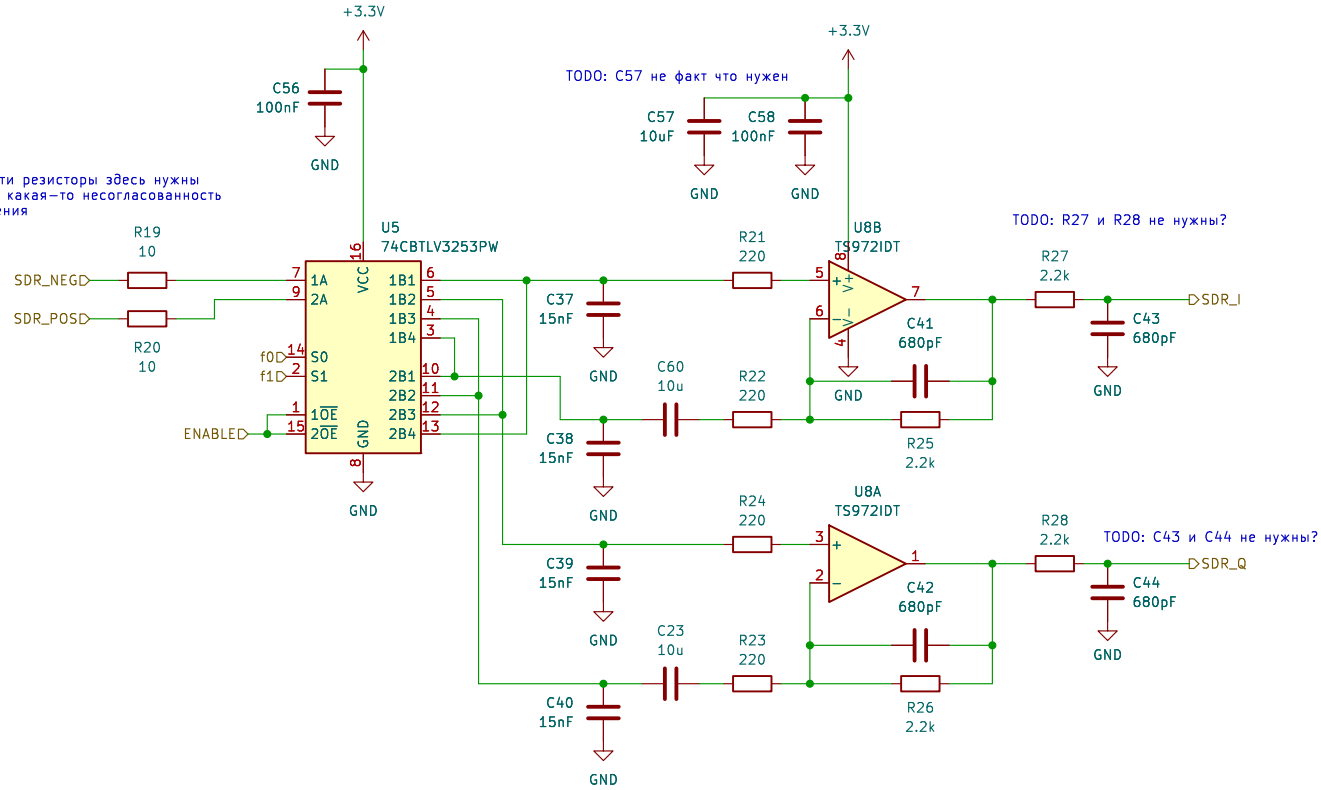 +3.3V
+3.3V
TODO: C57 не факт что нужен
C56
100nF
GND
C57
10uF
GND
C58
100nF
GND
ти резисторы здесь нужны
какая-то несогласованность
ения
R19
10
SDR_NEG
SDR_POS
R20
10
f0
f1
ENABLE
U5
74CBTLV3253PW
16
VCC
7
1A
9
2A
14
S0
2
S1
1
1OE
15
2OE
GND
8
GND
1B1
6
1B2
5
1B3
4
1B4
3
2B1
10
2B2
11
2B3
12
2B4
13
C37
15nF
GND
R21
220
C60
10u
R22
220
C38
15nF
GND
U8B
TS972IDT
8
V+
5
+
6
-
V-
4
GND
7
C41
680pF
R25
2.2k
TODO: R27 и R28 не нужны?
R27
2.2k
SDR_I
C43
680pF
GND
R24
220
C39
15nF
GND
C23
10u
R23
220
C40
15nF
GND
U8A
TS972IDT
3
+
2
-
1
C42
680pF
R26
2.2k
R28
2.2k
TODO: C43 и C44 не нужны?
SDR_Q
C44
680pF
GND